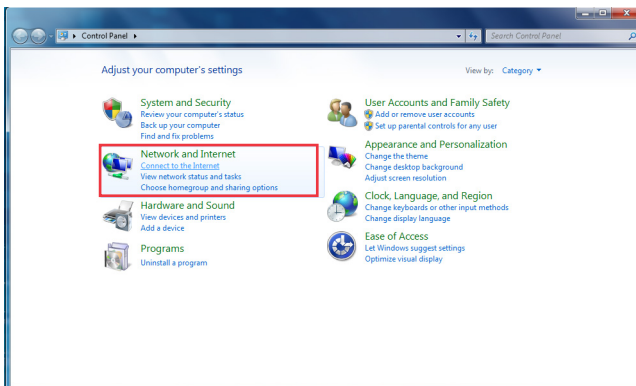 Control Panel
Search Control Panel
Adjust your computer's settings
View by: Category
System and Security
Review your computer's status
Back up your computer
Find and fix problems
Network and Internet
Connect to the Internet
View network status and tasks
Choose homegroup and sharing options
Hardware and Sound
View devices and printers
Add a device
Programs
Uninstall a program
User Accounts and Family Safety
Add or remove user accounts
Set up parental controls for any user
Appearance and Personalization
Change the theme
Change desktop background
Adjust screen resolution
Clock, Language, and Region
Change keyboards or other input methods
Change display language
Ease of Access
Let Windows suggest settings
Optimize visual display